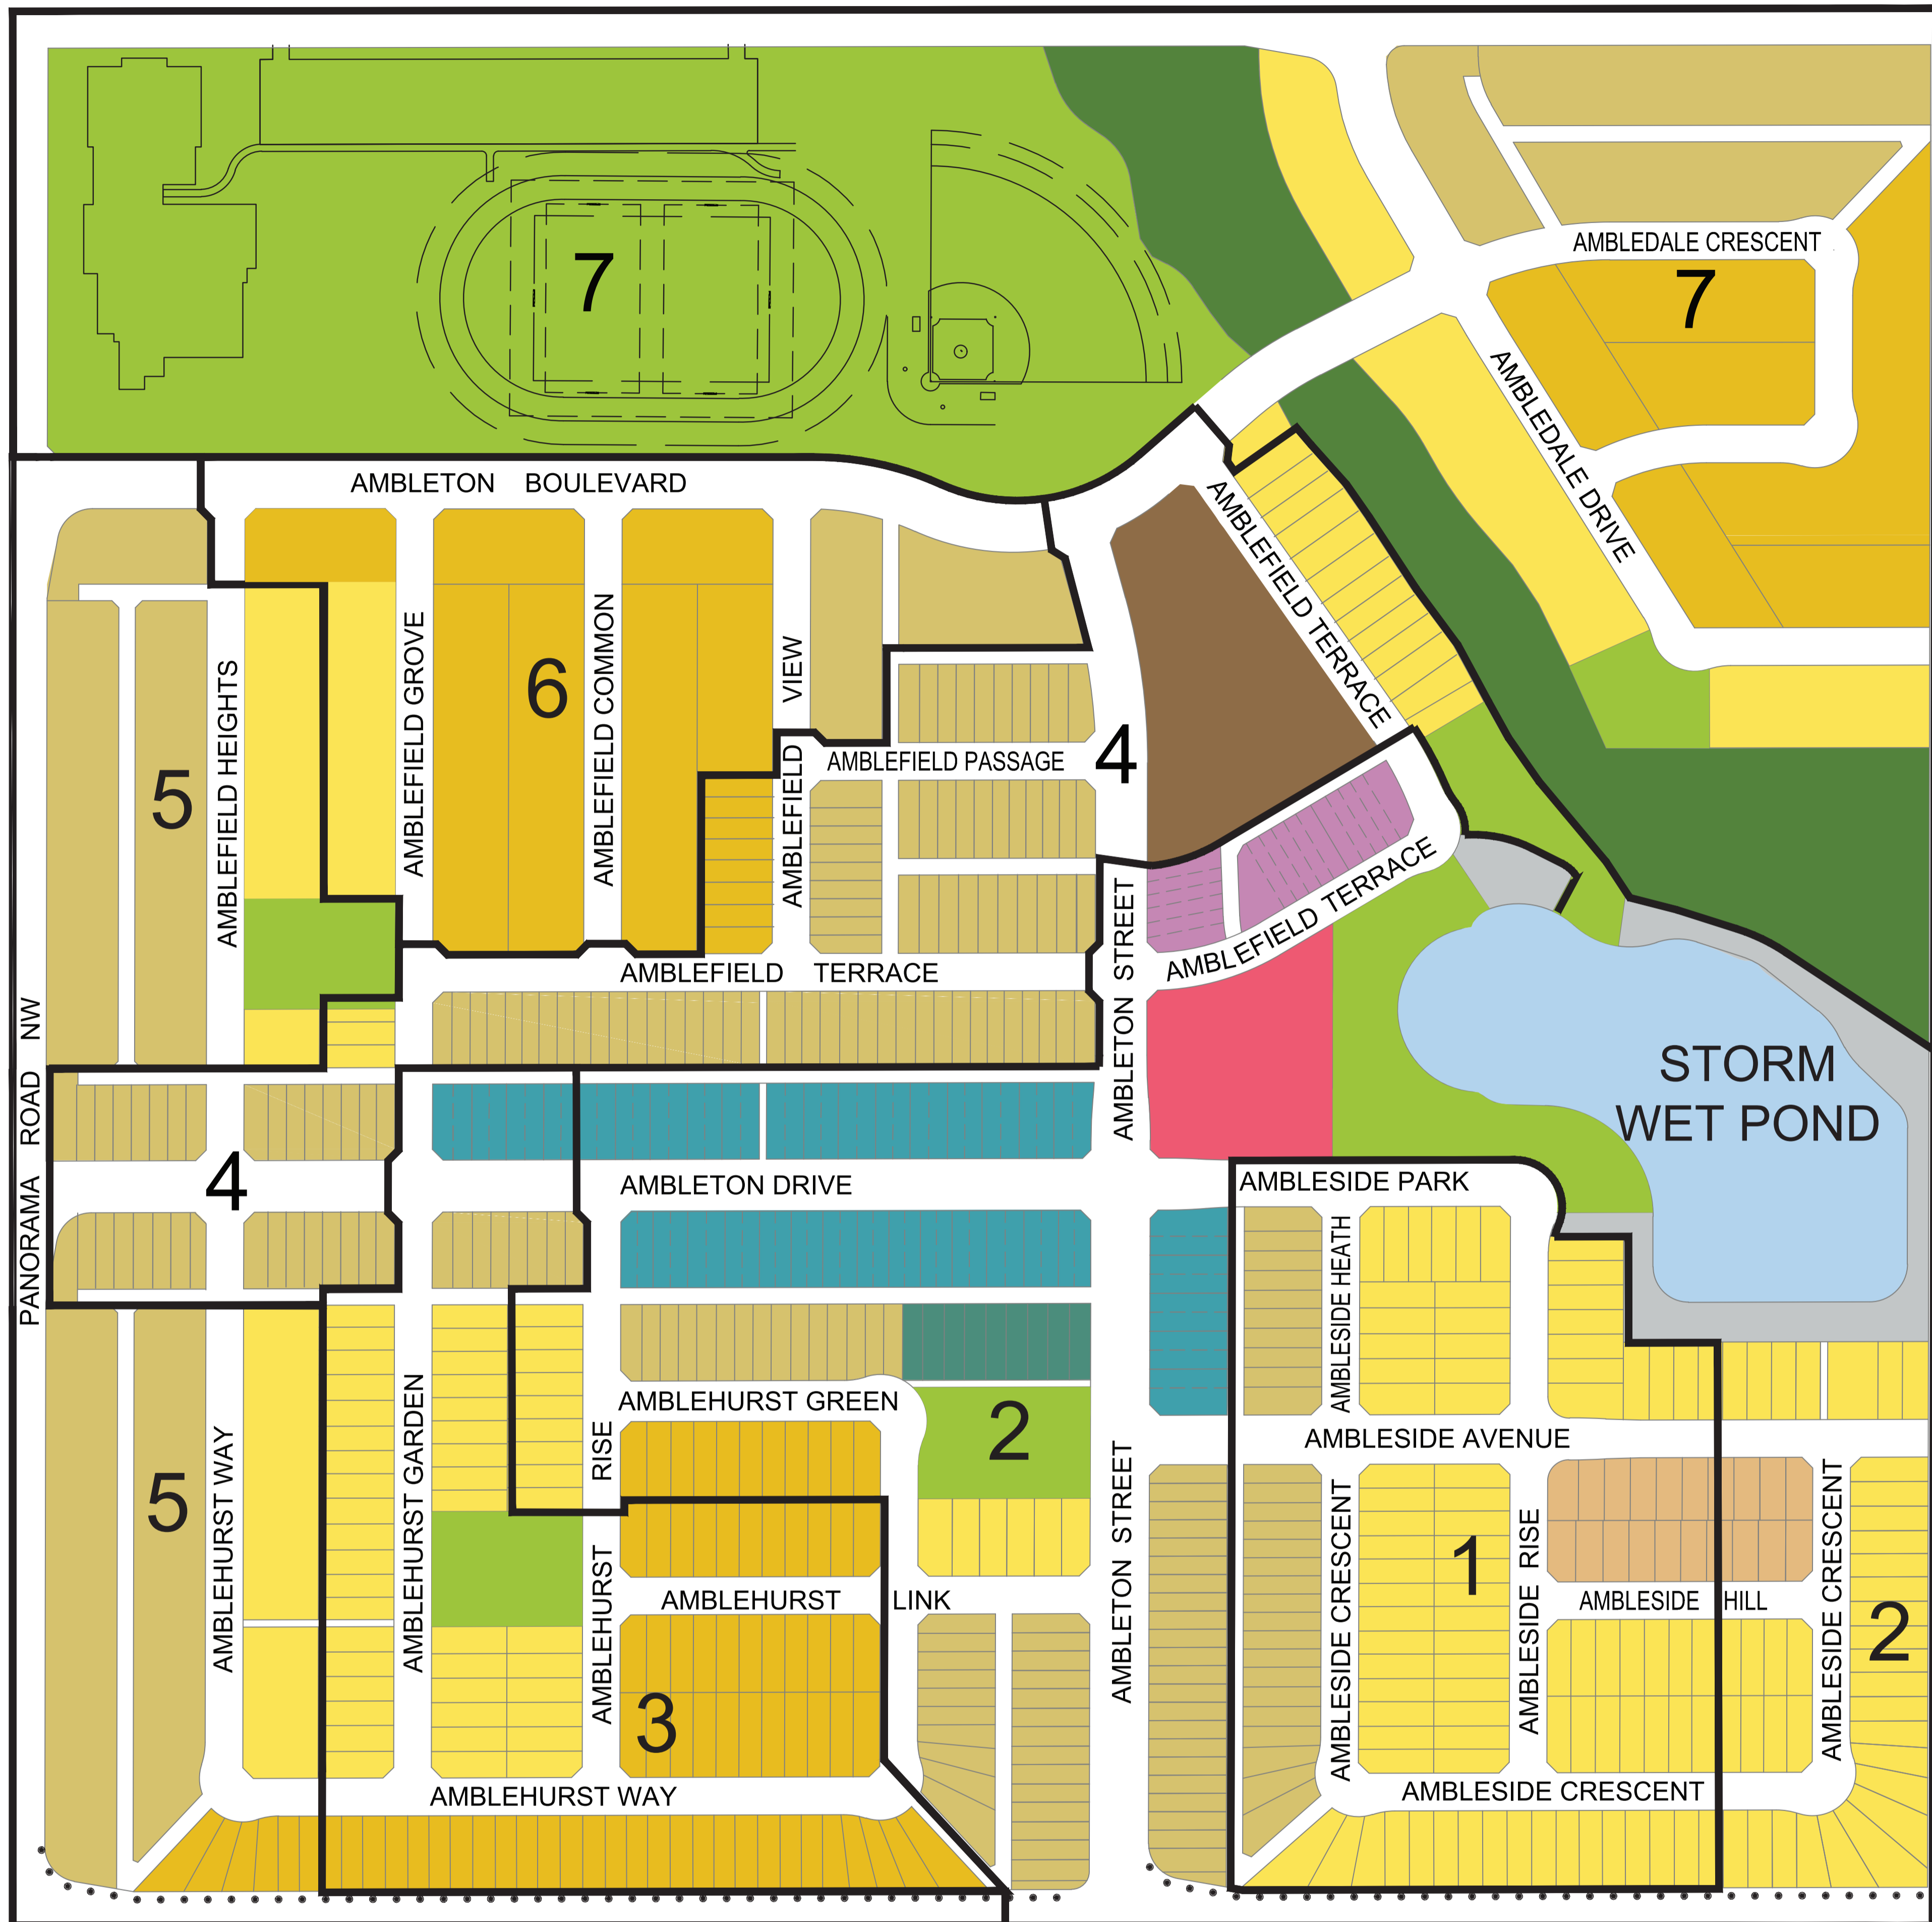 7
AMBLEDALE CRESCENT
7
AMBLEDALE DRIVE
AMBLETON BOULEVARD
AMBLEFIELD TERRACE
5
AMBLEFIELD HEIGHTS
AMBLEFIELD GROVE
6
AMBLEFIELD COMMON
AMBLEFIELD VIEW
AMBLEFIELD PASSAGE
4
AMBLEFIELD TERRACE
AMBLEFIELD TERRACE
AMBLETON STREET
STORM
WET POND
PANORAMA ROAD NW
4
AMBLETON DRIVE
AMBLESIDE PARK
AMBLESIDE HEATH
AMBLEHURST GREEN
2
AMBLESIDE AVENUE
5
AMBLEHURST WAY
AMBLEHURST GARDEN
AMBLEHURST RISE
AMBLEHURST LINK
3
AMBLETON STREET
AMBLESIDE CRESCENT
1
AMBLESIDE RISE
AMBLESIDE HILL
AMBLESIDE CRESCENT
2
AMBLEHURST WAY
AMBLESIDE CRESCENT